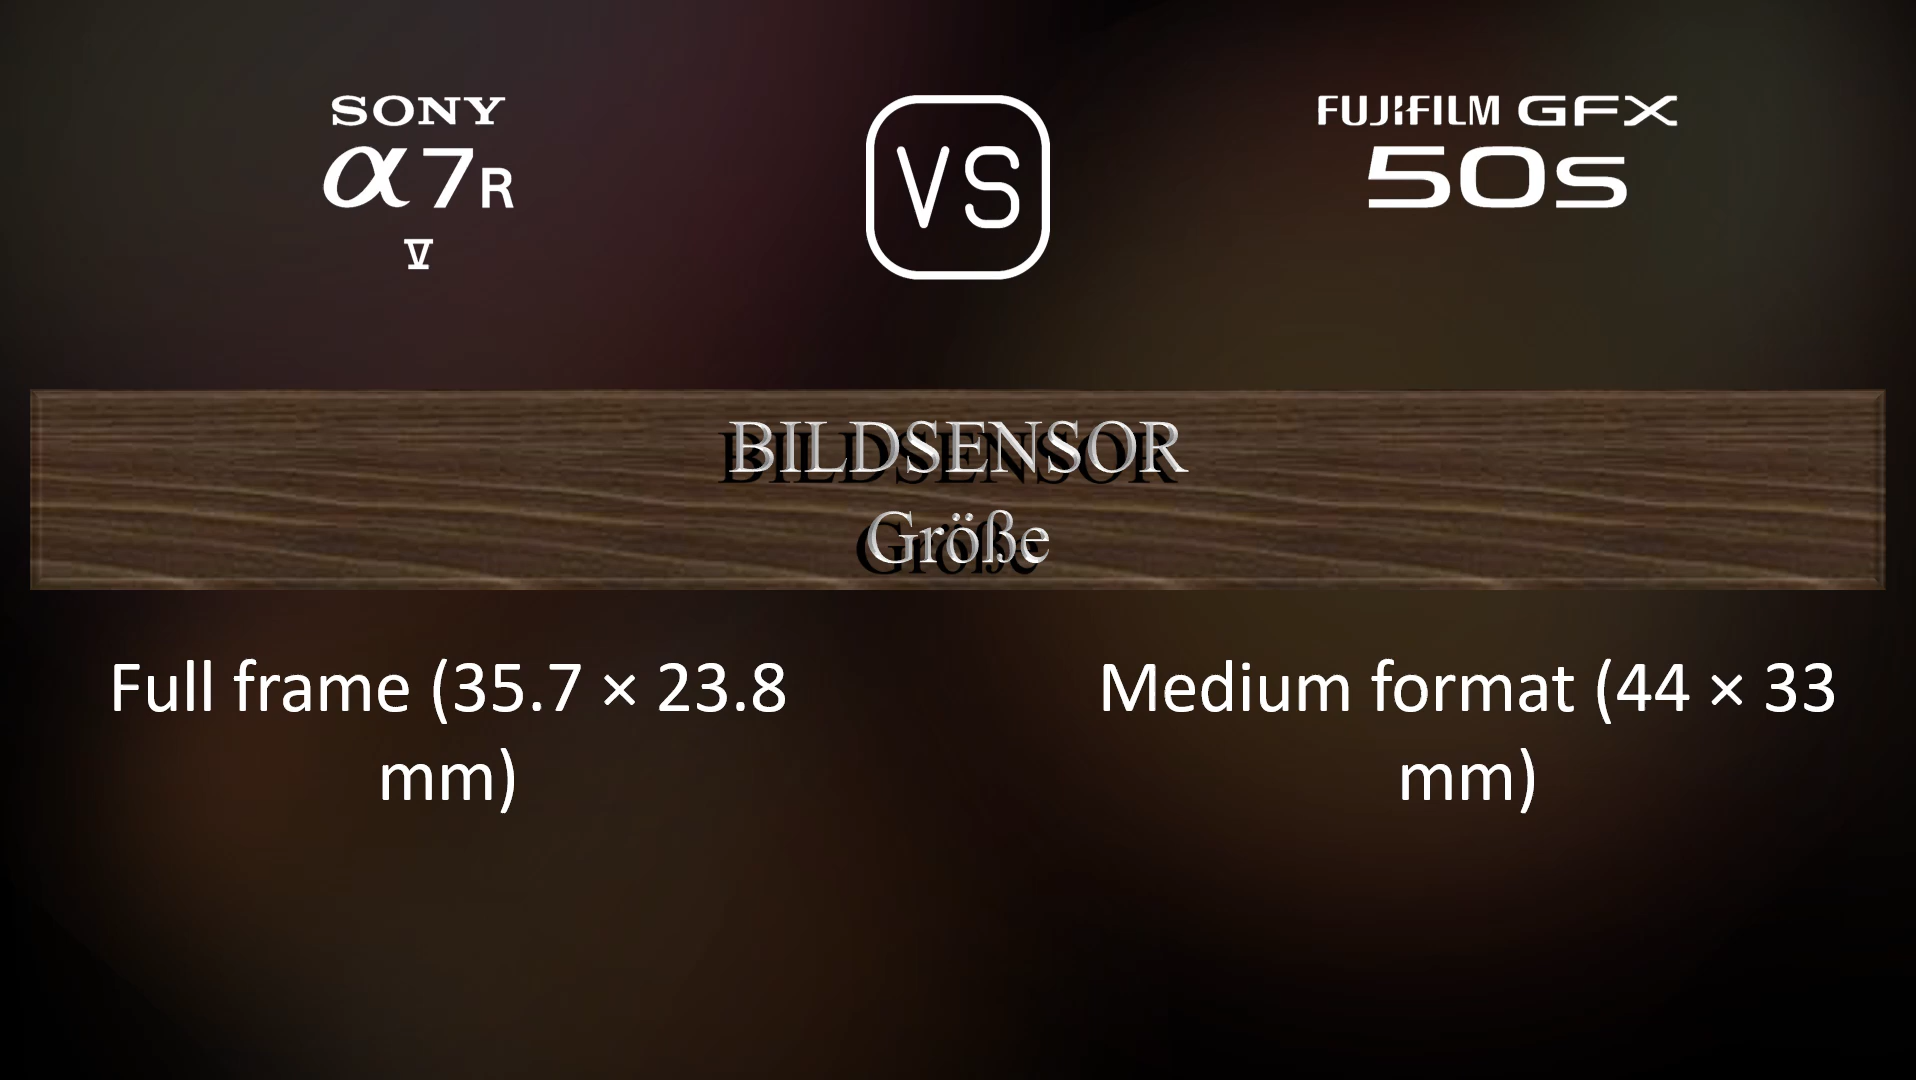 SONY
α7R
V
VS
FUJIFILM GFX
50S
BILDSENSOR
Größe
Full frame (35.7 × 23.8
mm)
Medium format (44 × 33
mm)